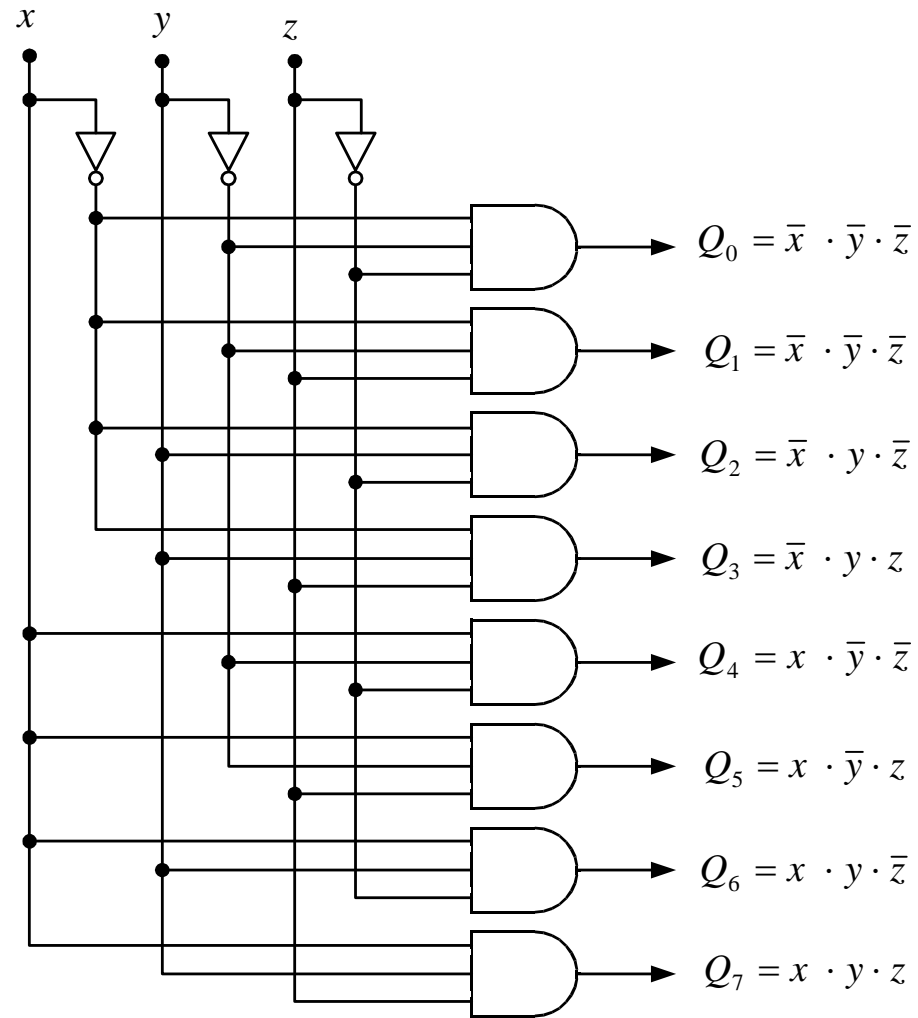 x y z
Q₀ = x̅ · y̅ · z̅
Q₁ = x̅ · y̅ · z̅
Q₂ = x̅ · y · z̅
Q₃ = x̅ · y · z
Q₄ = x · y̅ · z̅
Q₅ = x · y̅ · z
Q₆ = x · y · z̅
Q₇ = x · y · z